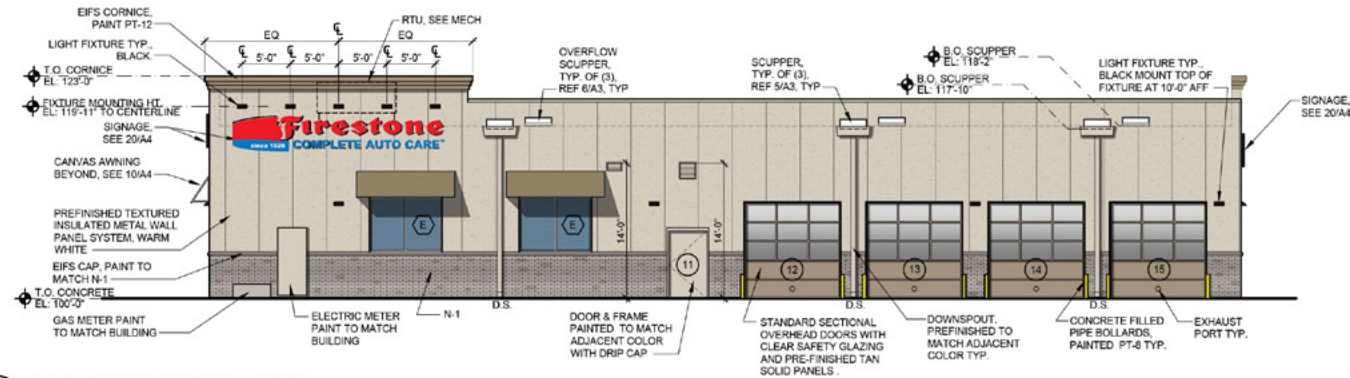 EIFS CORNICE,
PAINT PT-12
LIGHT FIXTURE TYP.,
BLACK.
T.O. CORNICE
EL: 123'-0"
FIXTURE MOUNTING HT.
EL: 119'-11" TO CENTERLINE
SIGNAGE,
SEE 20/A4
CANVAS AWNING
BEYOND, SEE 10/A4
PREFINISHED TEXTURED
INSULATED METAL WALL
PANEL SYSTEM, WARM
WHITE
EIFS CAP, PAINT TO
MATCH N-1
T.O. CONCRETE
EL: 100'-0"
GAS METER PAINT
TO MATCH BUILDING
EQ
EQ
5'-0"
5'-0"
5'-0"
5'-0"
RTU, SEE MECH
Firestone
since 1926
COMPLETE AUTO CARE™
OVERFLOW
SCUPPER,
TYP. OF (3),
REF 6/A3, TYP
SCUPPER,
TYP. OF (3),
REF 5/A3, TYP
B.O. SCUPPER
EL: 118'-2"
B.O. SCUPPER
EL: 117'-10"
LIGHT FIXTURE TYP.,
BLACK MOUNT TOP OF
FIXTURE AT 10'-0" AFF
SIGNAGE,
SEE 20/A4
E
E
14'-0"
14'-0"
11
12
13
14
15
D.S.
D.S.
D.S.
ELECTRIC METER
PAINT TO MATCH
BUILDING
N-1
DOOR & FRAME
PAINTED TO MATCH
ADJACENT COLOR
WITH DRIP CAP
STANDARD SECTIONAL
OVERHEAD DOORS WITH
CLEAR SAFETY GLAZING
AND PRE-FINISHED TAN
SOLID PANELS .
DOWNSPOUT.
PREFINISHED TO
MATCH ADJACENT
COLOR TYP.
CONCRETE FILLED
PIPE BOLLARDS,
PAINTED PT-8 TYP.
EXHAUST
PORT TYP.